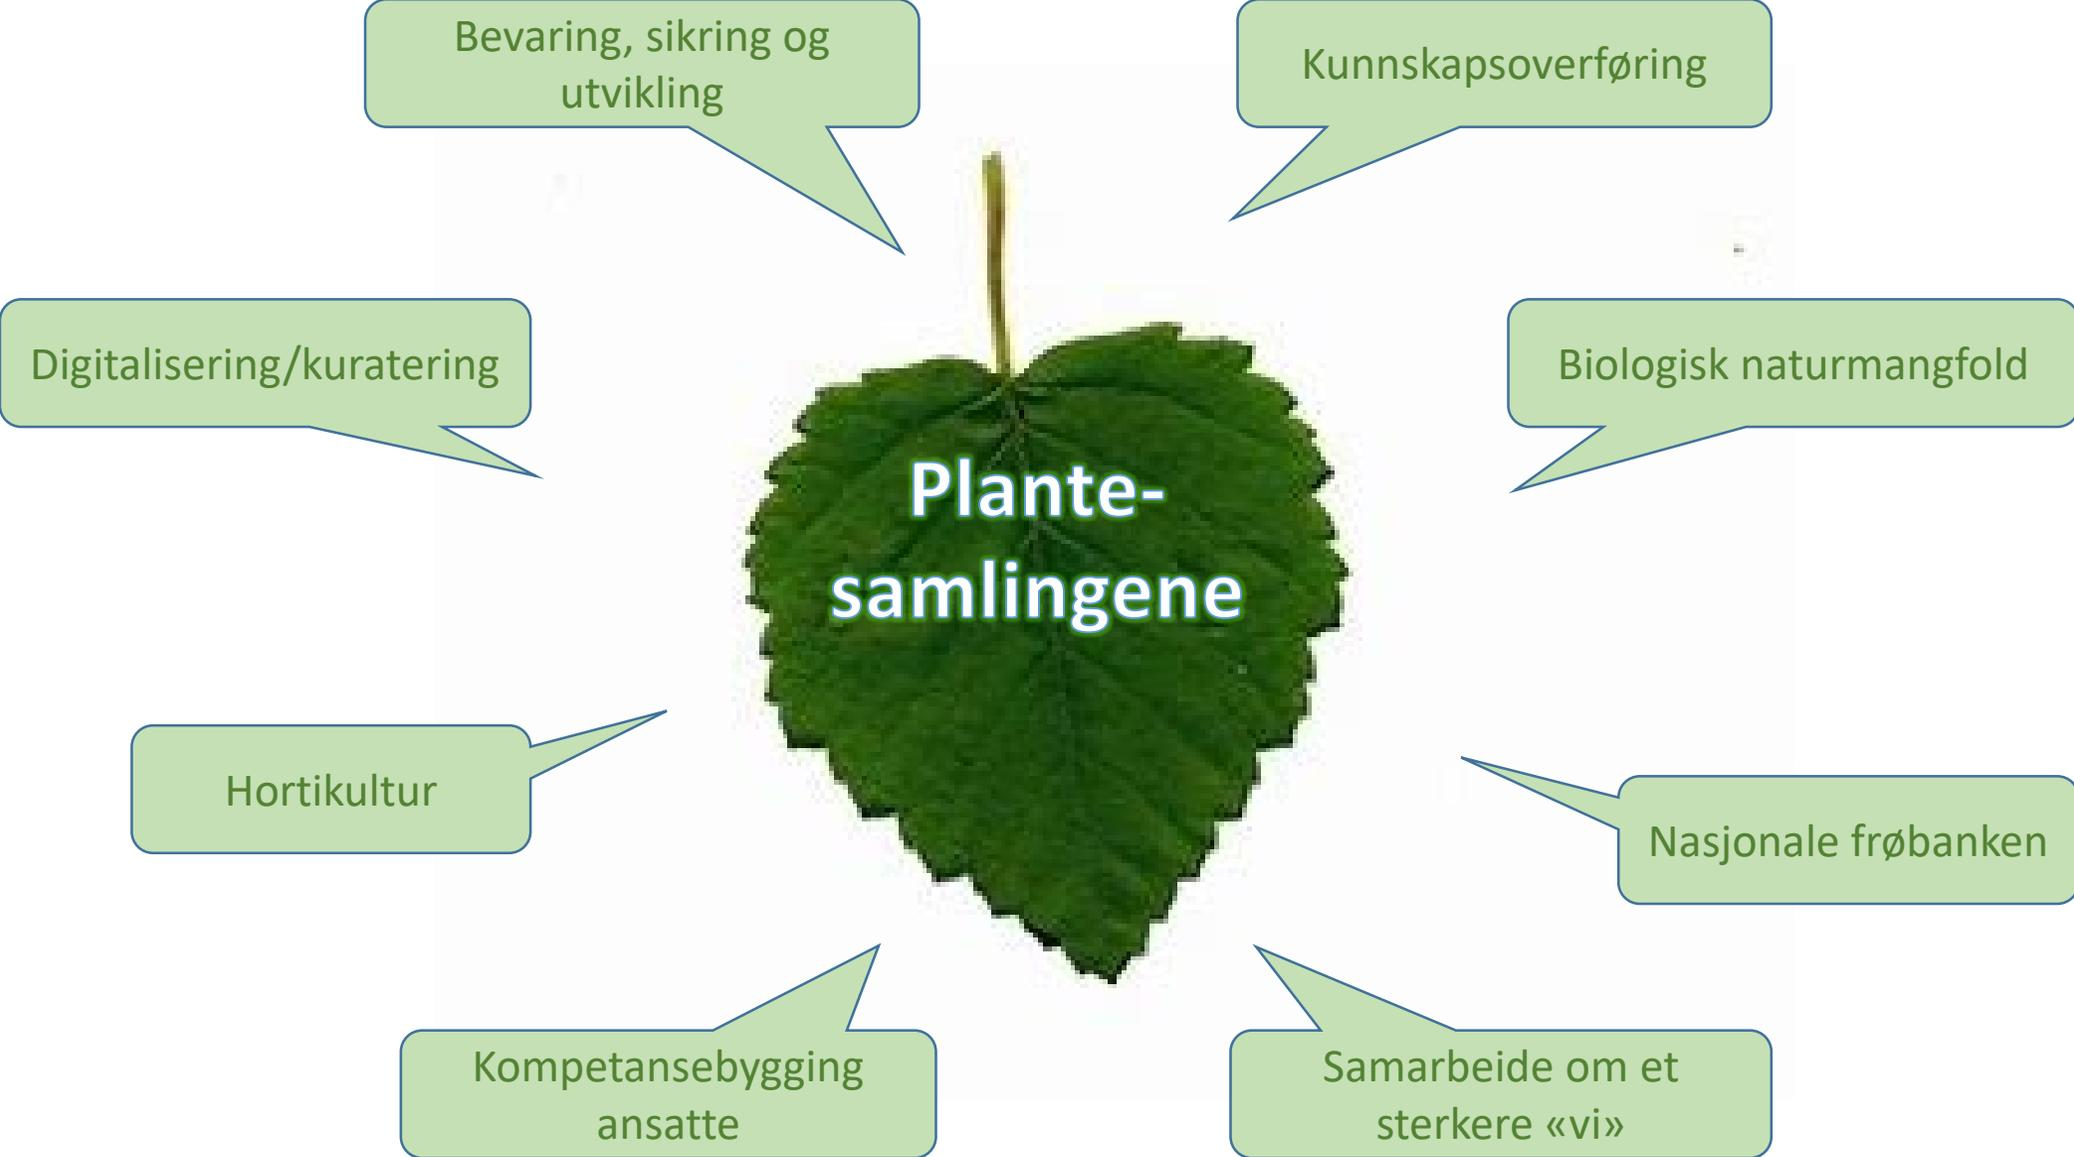 Bevaring, sikring og
utvikling
Kunnskapsoverføring
Digitalisering/kuratering
Biologisk naturmangfold
Plante-
samlingene
Hortikultur
Nasjonale frøbanken
Kompetansebygging
ansatte
Samarbeide om et
sterkere «vi»